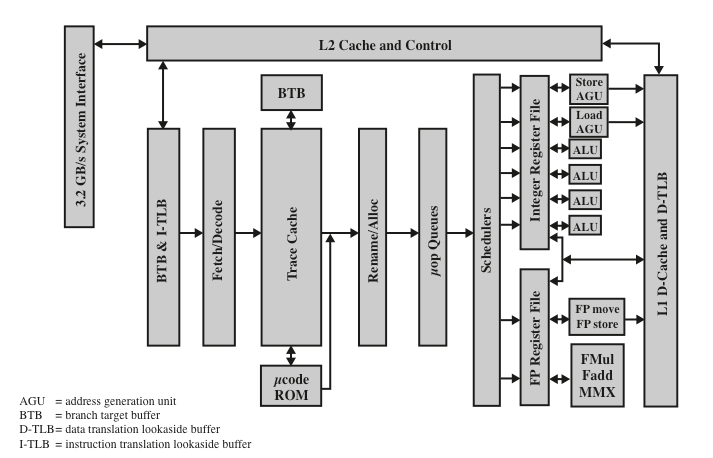 L2 Cache and Control
3.2 GB/s System Interface
BTB
BTB & I-TLB
Fetch/Decode
Trace Cache
µcode
ROM
Rename/Alloc
µop Queues
Schedulers
Integer Register File
FP Register File
Store
AGU
Load
AGU
ALU
ALU
ALU
ALU
FP move
FP store
FMul
Fadd
MMX
L1 D-Cache and D-TLB
AGU = address generation unit
BTB = branch target buffer
D-TLB= data translation lookaside buffer
I-TLB = instruction translation lookaside buffer